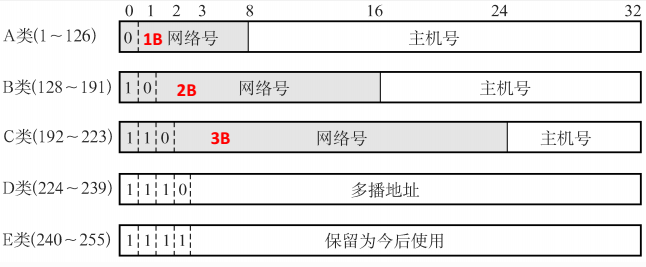 0 1 2 3 8 16 24 32
A类(1～126) 0 1B 网络号 主机号
B类(128～191) 1 0 2B 网络号 主机号
C类(192～223) 1 1 0 3B 网络号 主机号
D类(224～239) 1 1 1 0 多播地址
E类(240～255) 1 1 1 1 保留为今后使用